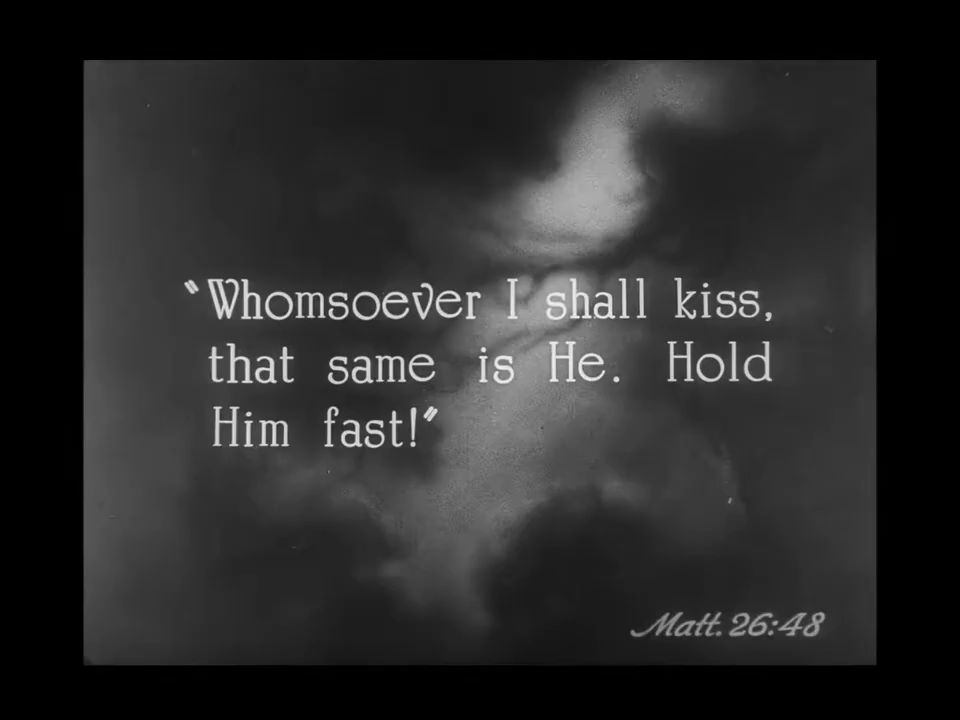 "Whomsoever I shall kiss,
that same is He. Hold
Him fast!"
Matt. 26:48